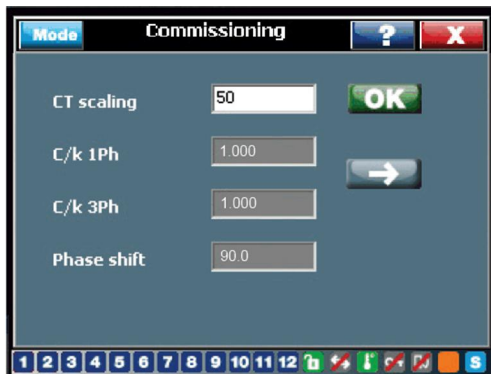 Mode Commissioning ? X
CT scaling 50 OK
C/k 1Ph 1.000
C/k 3Ph 1.000
Phase shift 90.0
1 2 3 4 5 6 7 8 9 10 11 12 S